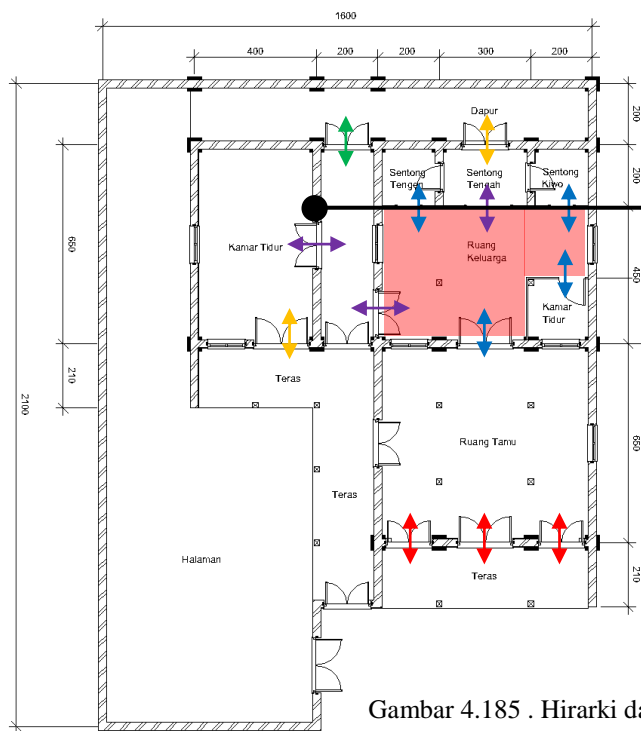 1600
400
200
200
300
200
Dapur
200
Sentong
Tengen
Sentong
Tengah
Sentong
Kiwo
200
650
Kamar Tidur
Ruang
Keluarga
450
Kamar
Tidur
210
Teras
2100
Ruang Tamu
650
Teras
Halaman
Teras
210
Gambar 4.185 . Hirarki da